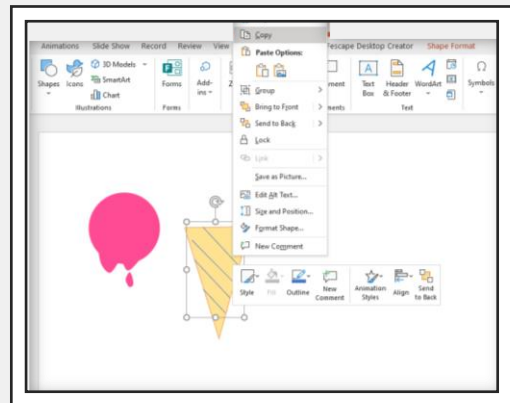 Copy
Animations Slide Show Record Review View
Paste Options:
Shape Format
Desktop Creator
Shapes
Icons
3D Models
SmartArt
Chart
Illustrations
Forms
Forms
Add-
ins
Text
Box
Header
& Footer
WordArt
Text
Symbols
Group
Bring to Front
Send to Back
Lock
Link
Save as Picture...
Edit Alt Text...
Size and Position...
Format Shape...
New Comment
Style
Fill
Outline
New
Comment
Animation
Styles
Align
Send
to Back